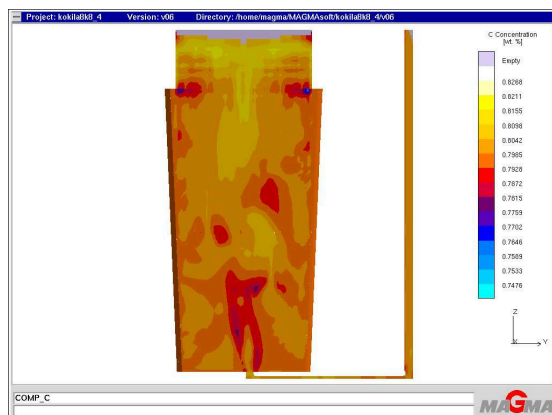 Project: kokila8k8_4 Version: v06 Directory: /home/magma/MAGMAsoft/kokila8k8_4/v06
C Concentration
[wt. %]
Empty
0.8268
0.8211
0.8155
0.8098
0.8042
0.7985
0.7928
0.7872
0.7815
0.7759
0.7702
0.7646
0.7589
0.7533
0.7476
Z
X Y
COMP_C
MAGMA